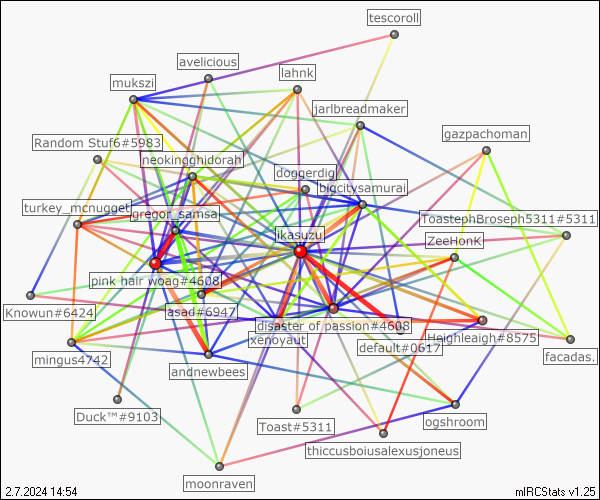 tescoroll
avelicious
lahnk
mukszi
jarlbreadmaker
gazpachoman
Random Stuf6#5983
neokingghidorah
doggerdig
bigcitysamurai
turkey_mcnugget
gregor_samsa
ToastephBroseph5311#5311
ikasuzu
ZeeHonK
pink hair woag#4608
Knowun#6424
asad#6947
disaster of passion#4608
Heighleaigh#8575
xenoyaut
default#0617
mingus4742
facadas.
andnewbees
Duck™#9103
Toast#5311
ogshroom
thiccusboiusalexusjoneus
moonraven
2.7.2024 14:54
mIRCStats v1.25